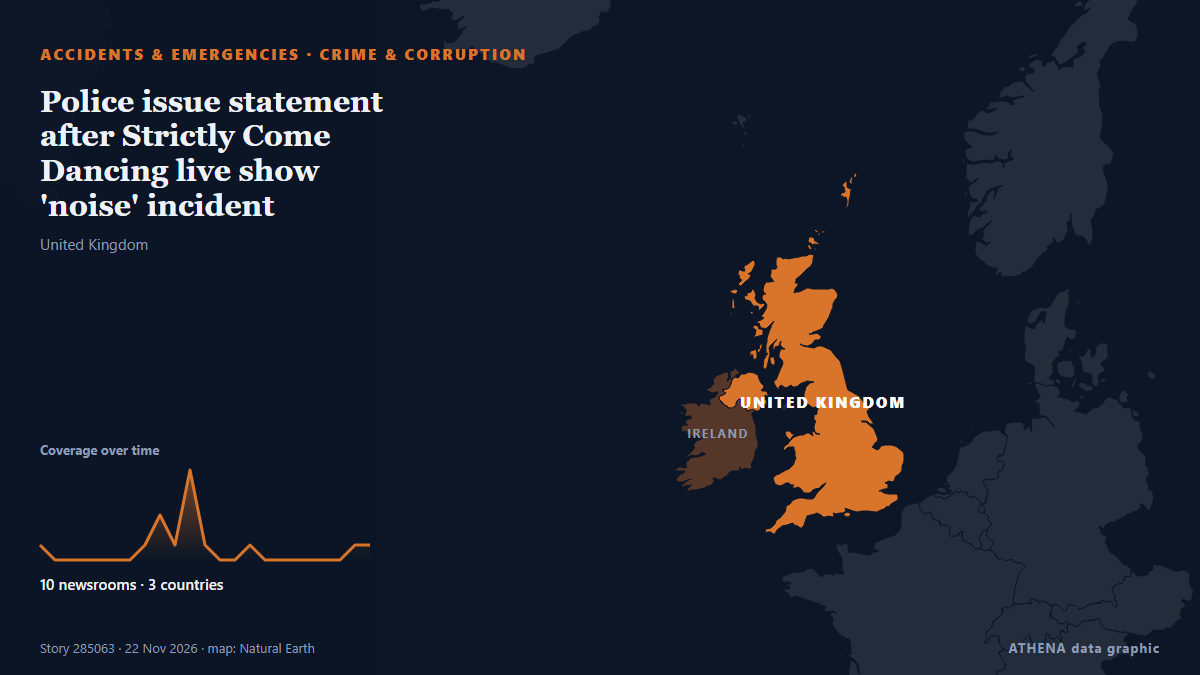 ACCIDENTS & EMERGENCIES · CRIME & CORRUPTION
Police issue statement
after Strictly Come
Dancing live show
'noise' incident
United Kingdom
UNITED KINGDOM
IRELAND
Coverage over time
10 newsrooms · 3 countries
Story 285063 · 22 Nov 2026 · map: Natural Earth
ATHENA data graphic